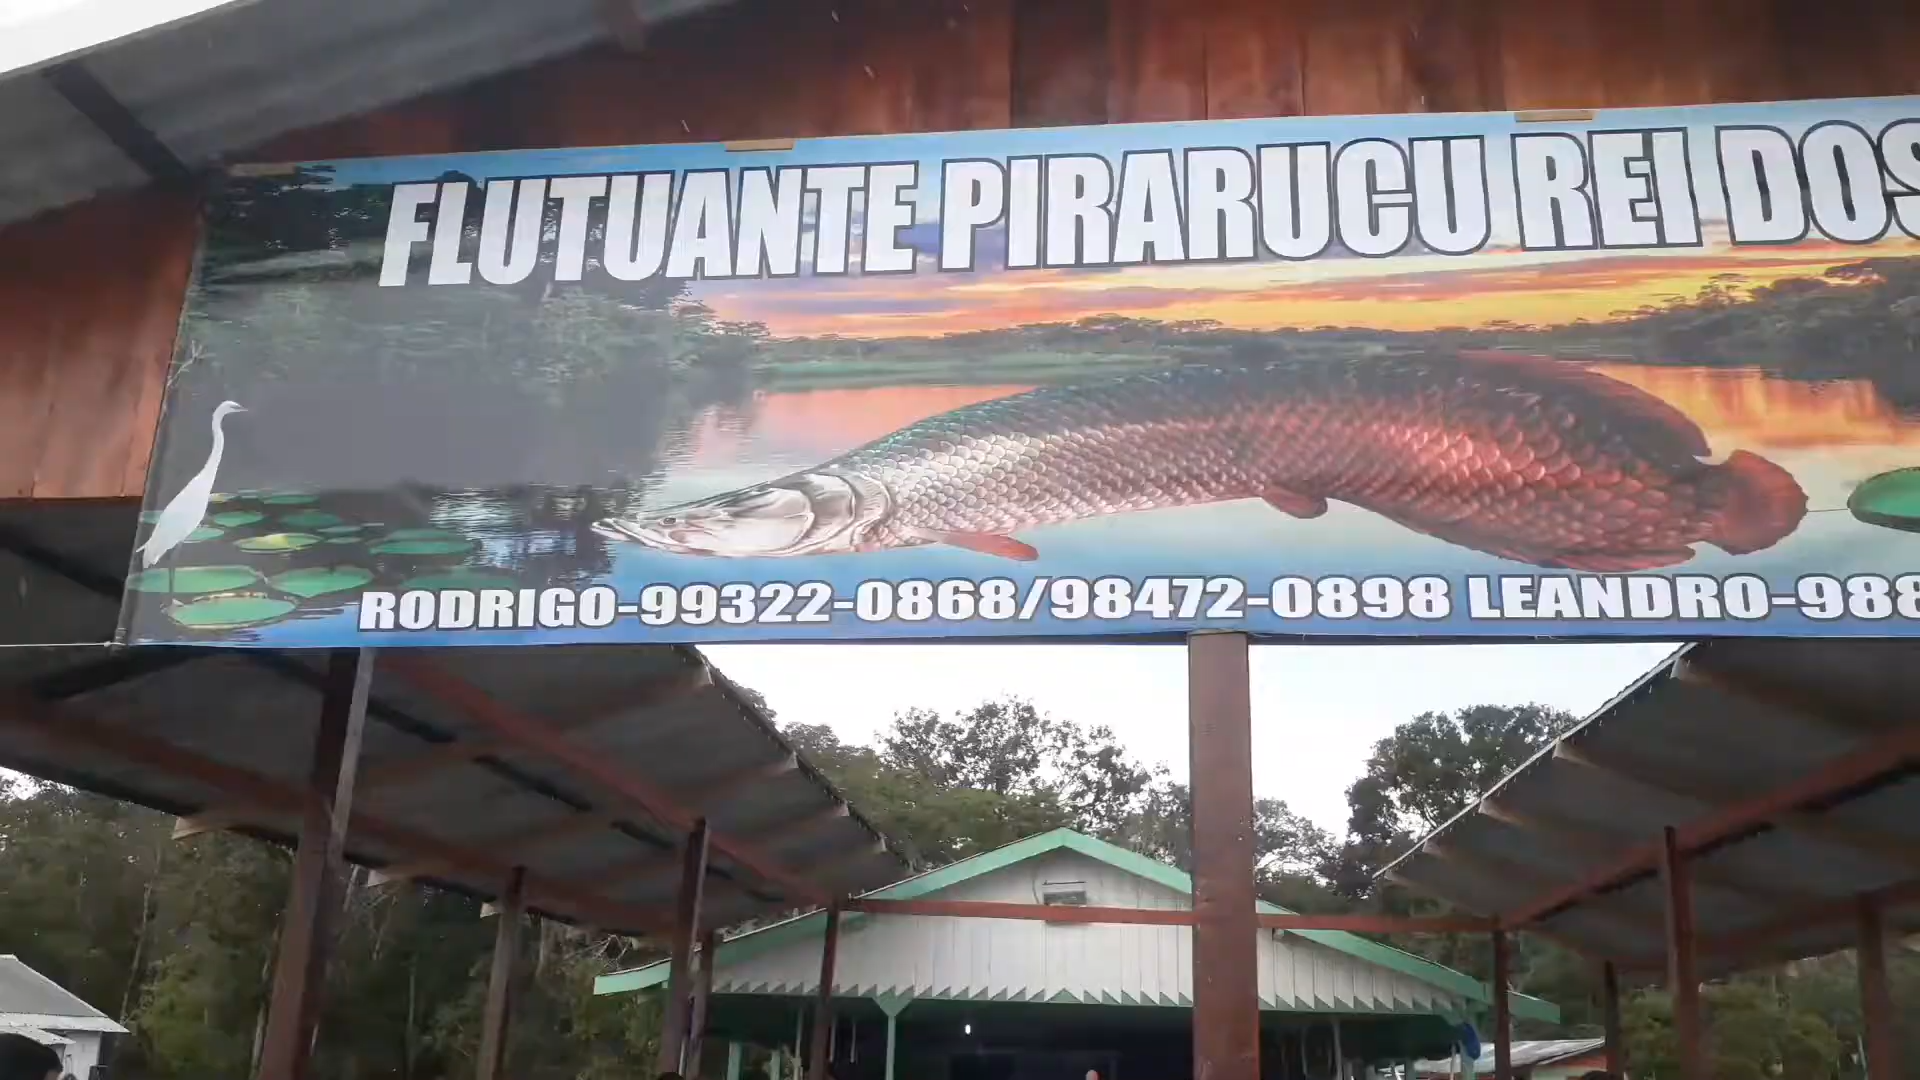 FLUTUANTE PIRARUCU REI DOS
RODRIGO-99322-0868/98472-0898 LEANDRO-988